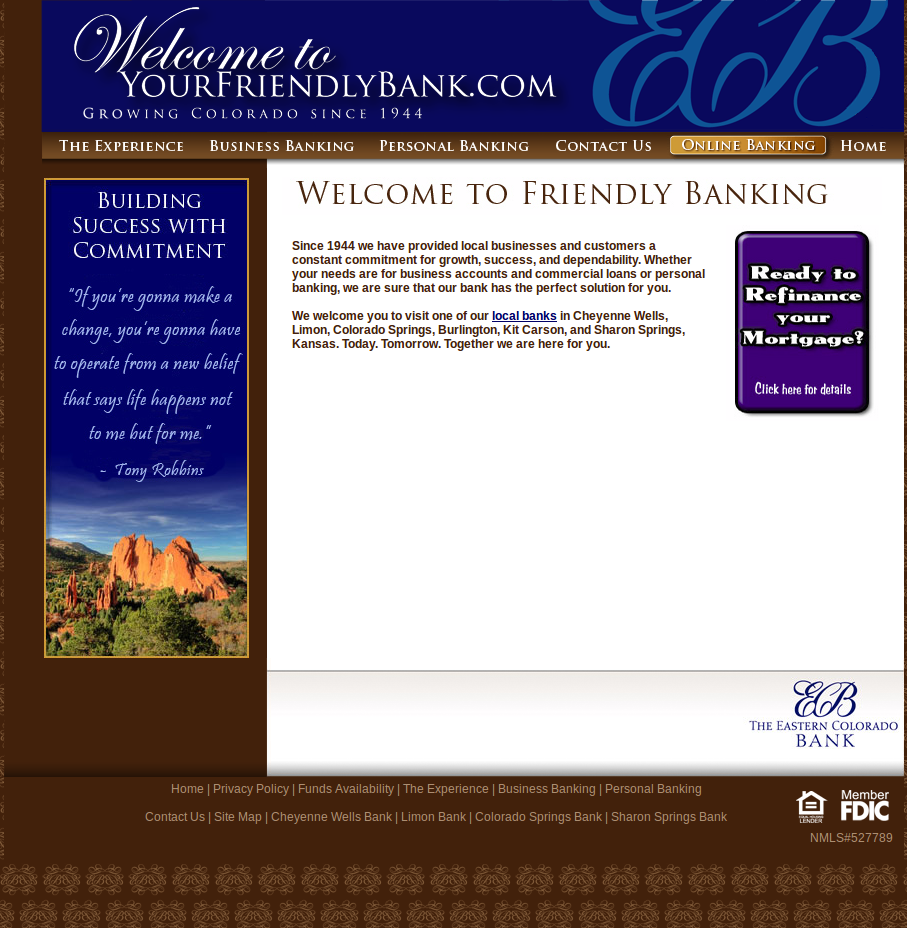 Welcome to
YourFriendlyBank.com
Growing Colorado since 1944
ECB
The Experience Business Banking Personal Banking Contact Us Online Banking Home
Building
Success with
Commitment
"If you're gonna make a
change, you're gonna have
to operate from a new belief
that says life happens not
to me but for me."
- Tony Robbins
Welcome to Friendly Banking
Since 1944 we have provided local businesses and customers a
constant commitment for growth, success, and dependability. Whether
your needs are for business accounts and commercial loans or personal
banking, we are sure that our bank has the perfect solution for you.
We welcome you to visit one of our local banks in Cheyenne Wells,
Limon, Colorado Springs, Burlington, Kit Carson, and Sharon Springs,
Kansas. Today. Tomorrow. Together we are here for you.
Ready to
Refinance
your
Mortgage?
Click here for details
ECB
The Eastern Colorado
Bank
Home | Privacy Policy | Funds Availability | The Experience | Business Banking | Personal Banking
Contact Us | Site Map | Cheyenne Wells Bank | Limon Bank | Colorado Springs Bank | Sharon Springs Bank
EQUAL HOUSING
LENDER
Member
FDIC
NMLS#527789